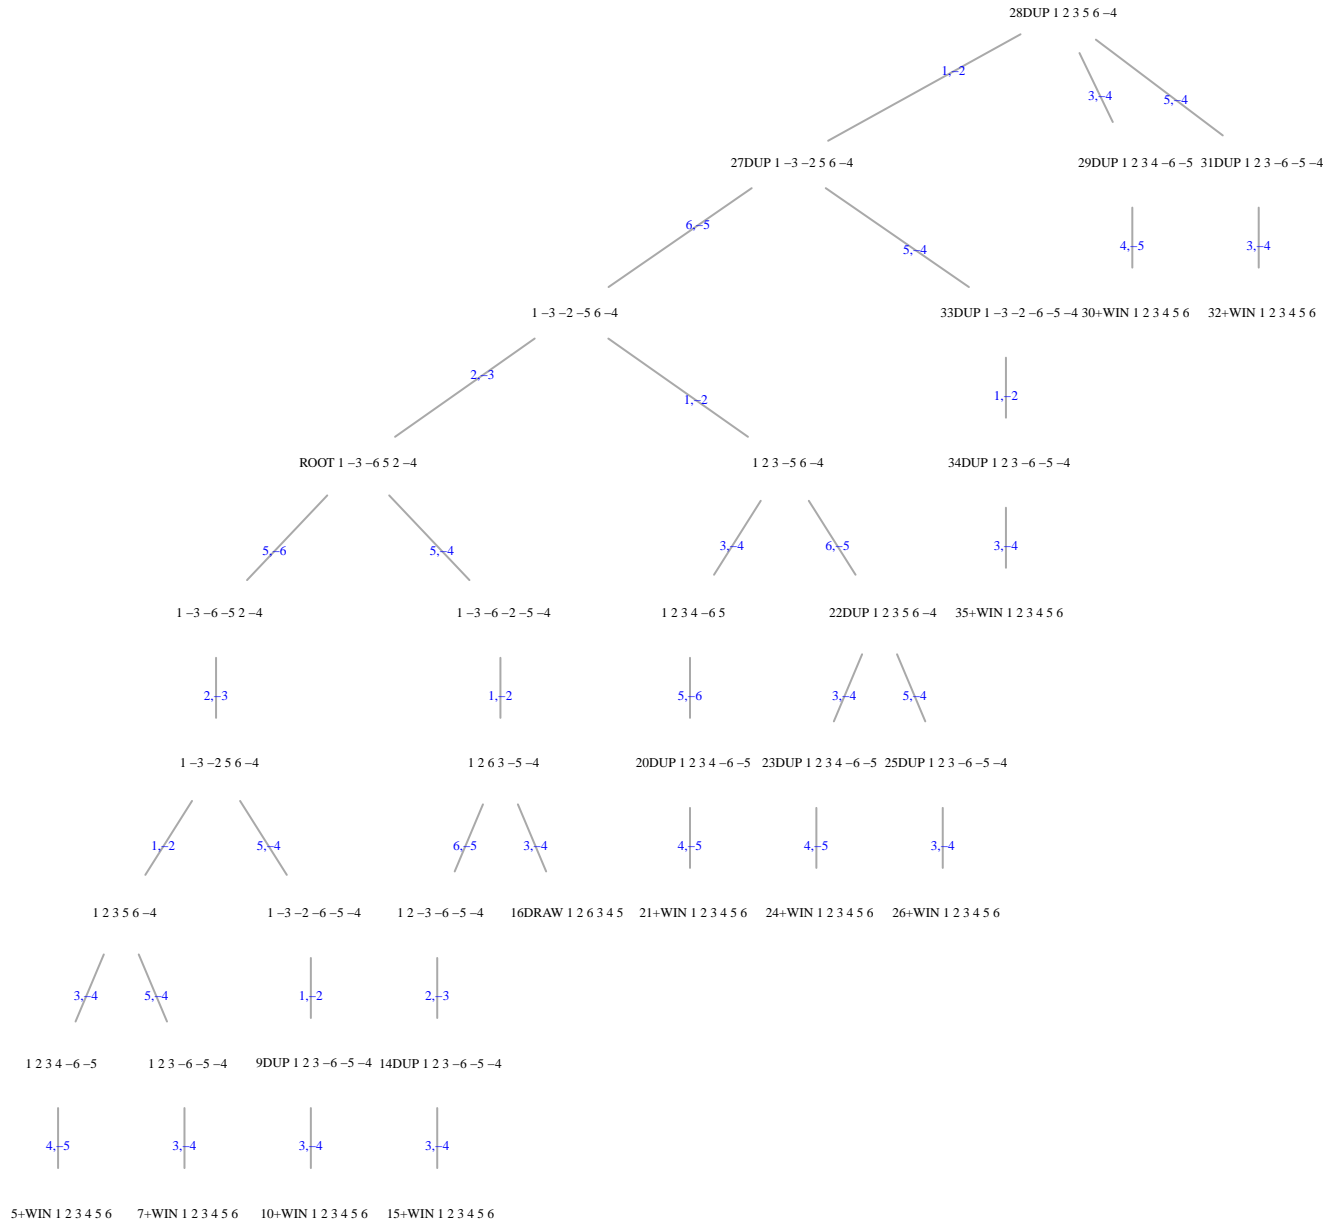 28DUP 1 2 3 5 6 −4
1,−2
3,−4
5,−4
27DUP 1 −3 −2 5 6 −4
29DUP 1 2 3 4 −6 −5
31DUP 1 2 3 −6 −5 −4
6,−5
5,−4
4,−5
3,−4
1 −3 −2 −5 6 −4
33DUP 1 −3 −2 −6 −5 −4
30+WIN 1 2 3 4 5 6
32+WIN 1 2 3 4 5 6
2,−3
1,−2
1,−2
ROOT 1 −3 −6 5 2 −4
1 2 3 −5 6 −4
34DUP 1 2 3 −6 −5 −4
5,−6
5,−4
3,−4
6,−5
3,−4
1 −3 −6 −5 2 −4
1 −3 −6 −2 −5 −4
1 2 3 4 −6 5
22DUP 1 2 3 5 6 −4
35+WIN 1 2 3 4 5 6
2,−3
1,−2
5,−6
3,−4
5,−4
1 −3 −2 5 6 −4
1 2 6 3 −5 −4
20DUP 1 2 3 4 −6 −5
23DUP 1 2 3 4 −6 −5
25DUP 1 2 3 −6 −5 −4
1,−2
5,−4
6,−5
3,−4
4,−5
4,−5
3,−4
1 2 3 5 6 −4
1 −3 −2 −6 −5 −4
1 2 −3 −6 −5 −4
16DRAW 1 2 6 3 4 5
21+WIN 1 2 3 4 5 6
24+WIN 1 2 3 4 5 6
26+WIN 1 2 3 4 5 6
3,−4
5,−4
1,−2
2,−3
1 2 3 4 −6 −5
1 2 3 −6 −5 −4
9DUP 1 2 3 −6 −5 −4
14DUP 1 2 3 −6 −5 −4
4,−5
3,−4
3,−4
3,−4
5+WIN 1 2 3 4 5 6
7+WIN 1 2 3 4 5 6
10+WIN 1 2 3 4 5 6
15+WIN 1 2 3 4 5 6